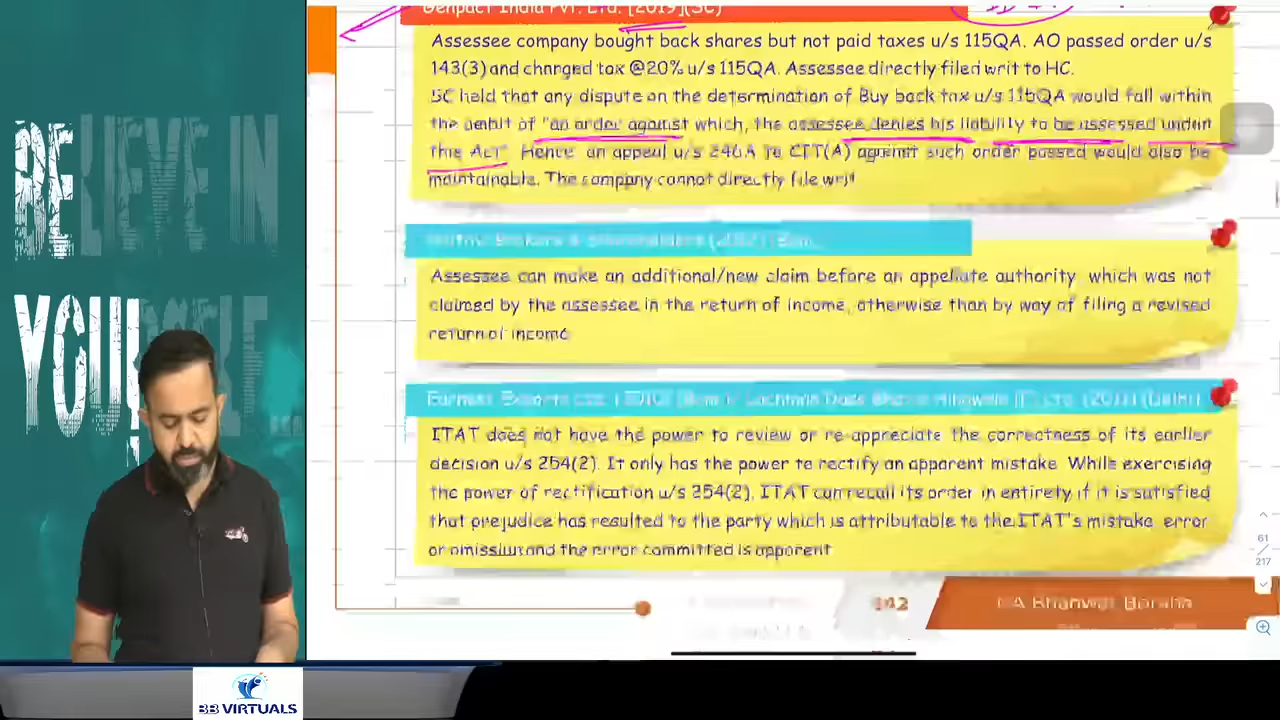 BELIEVE IN
YOURSELF...
Genpact India Pvt. Ltd. [2019](SC)
Assessee company bought back shares but not paid taxes u/s 115QA. AO passed order u/s
143(3) and charged tax @20% u/s 115QA. Assessee directly filed writ to HC.
SC held that any dispute on the determination of Buy back tax u/s 115QA would fall within
the ambit of "an order against which, the assessee denies his liability to be assessed under
this Act" Hence an appeal u/s 246A to CIT(A) against such order passed would also be
maintainable. The company cannot directly file writ
Assessee can make an additional/new claim before an appellate authority, which was not
claimed by the assessee in the return of income, otherwise than by way of filing a revised
return of income
ITAT does not have the power to review or re-appreciate the correctness of its earlier
decision u/s 254(2). It only has the power to rectify an apparent mistake. While exercising
the power of rectification u/s 254(2), ITAT can recall its order in entirety if it is satisfied
that prejudice has resulted to the party which is attributable to the ITAT's mistake error
or omission and the error committed is apparent
61
217
142
CA Bhanwar Borana
BB VIRTUALS